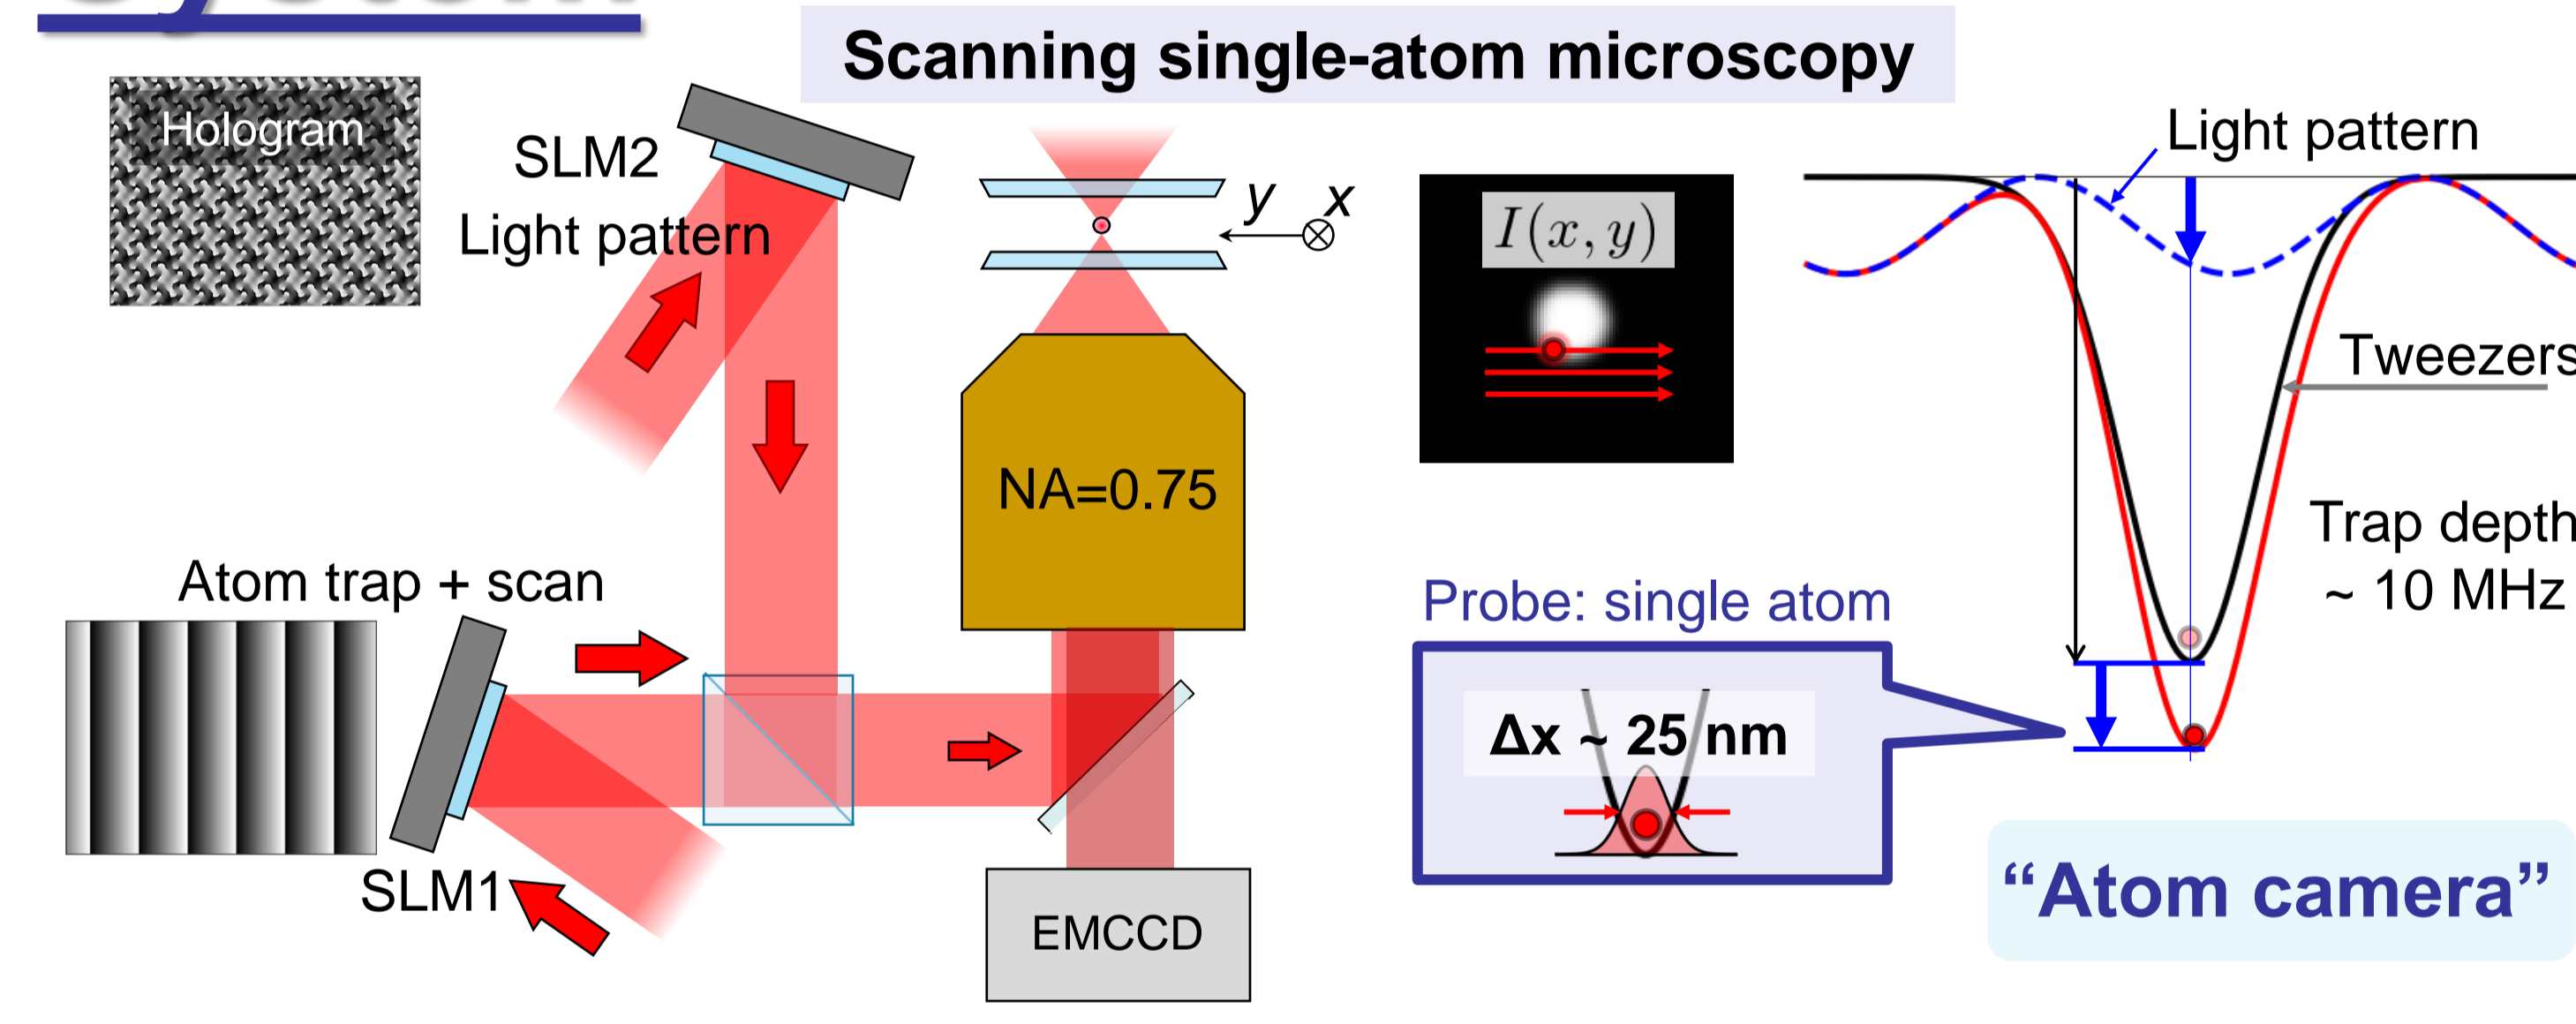 Scanning single-atom microscopy
Hologram
SLM2
Light pattern
y
x
I(x, y)
Light pattern
Tweezers
NA=0.75
Trap depth
~ 10 MHz
Atom trap + scan
Probe: single atom
Δx ~ 25 nm
SLM1
EMCCD
“Atom camera”